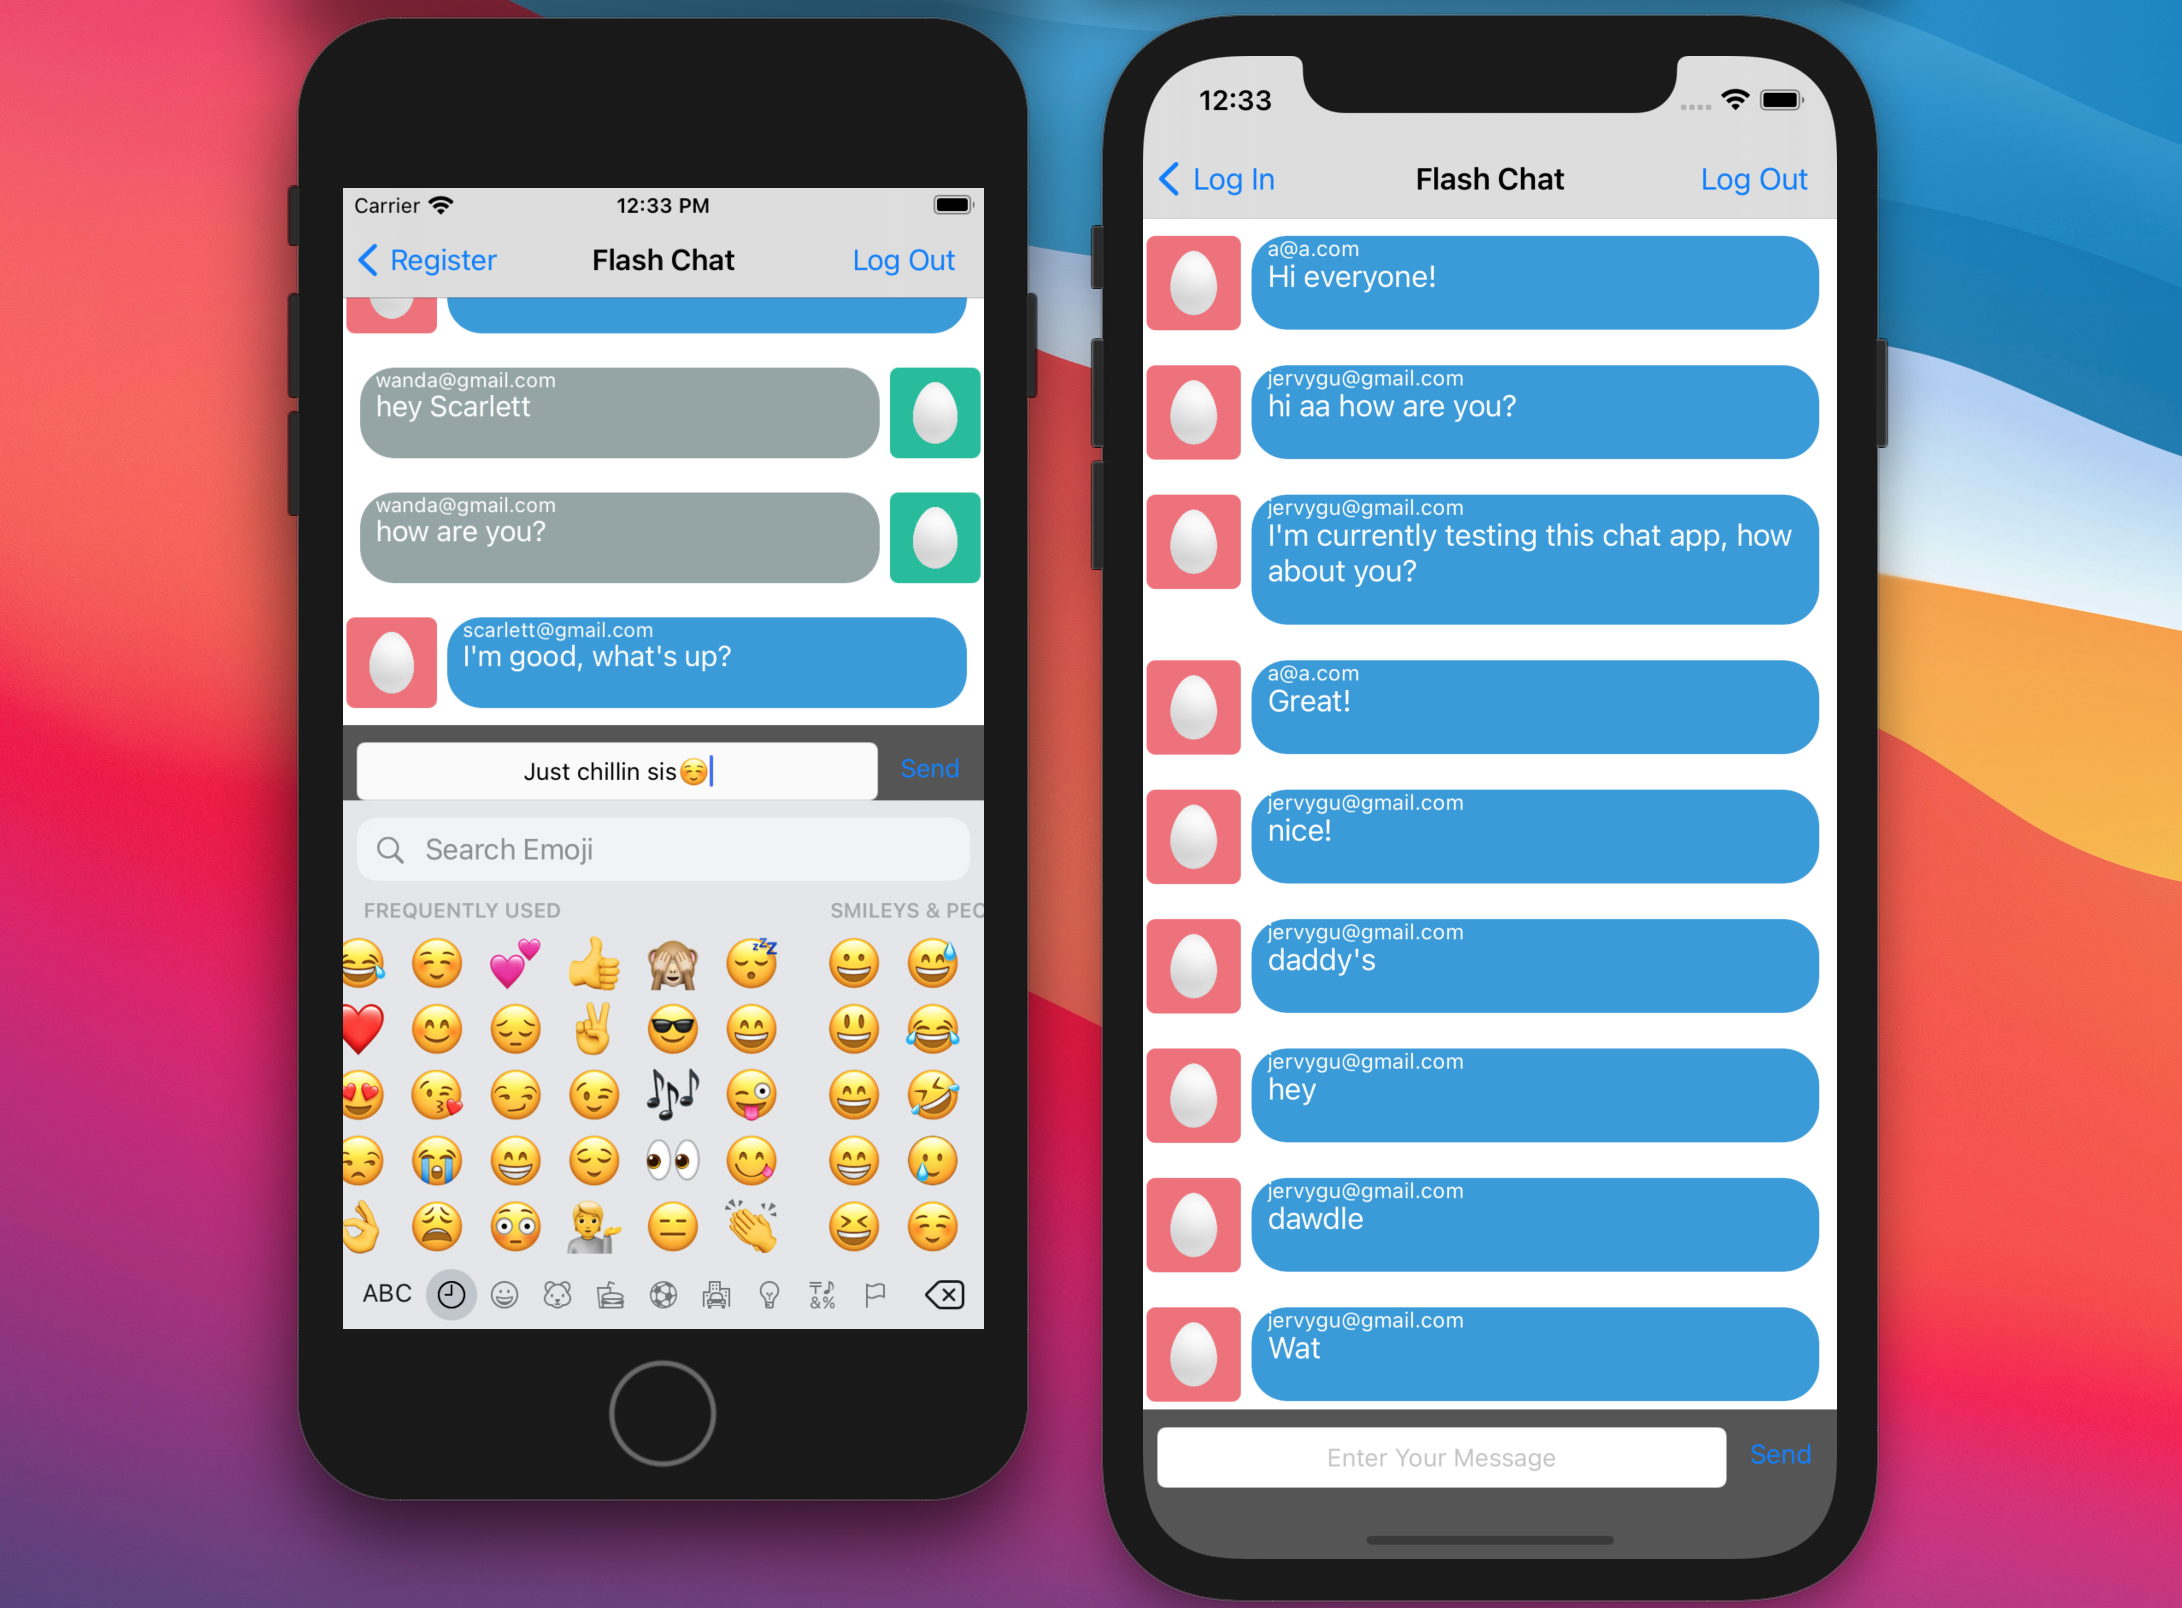 Carrier 12:33 PM
Register Flash Chat Log Out
wanda@gmail.com
hey Scarlett
wanda@gmail.com
how are you?
scarlett@gmail.com
I'm good, what's up?
Just chillin sis☺️ Send
Search Emoji
FREQUENTLY USED SMILEYS & PEO
ABC
12:33
Log In Flash Chat Log Out
a@a.com
Hi everyone!
jervygu@gmail.com
hi aa how are you?
jervygu@gmail.com
I'm currently testing this chat app, how
about you?
a@a.com
Great!
jervygu@gmail.com
nice!
jervygu@gmail.com
daddy's
jervygu@gmail.com
hey
jervygu@gmail.com
dawdle
jervygu@gmail.com
Wat
Enter Your Message Send